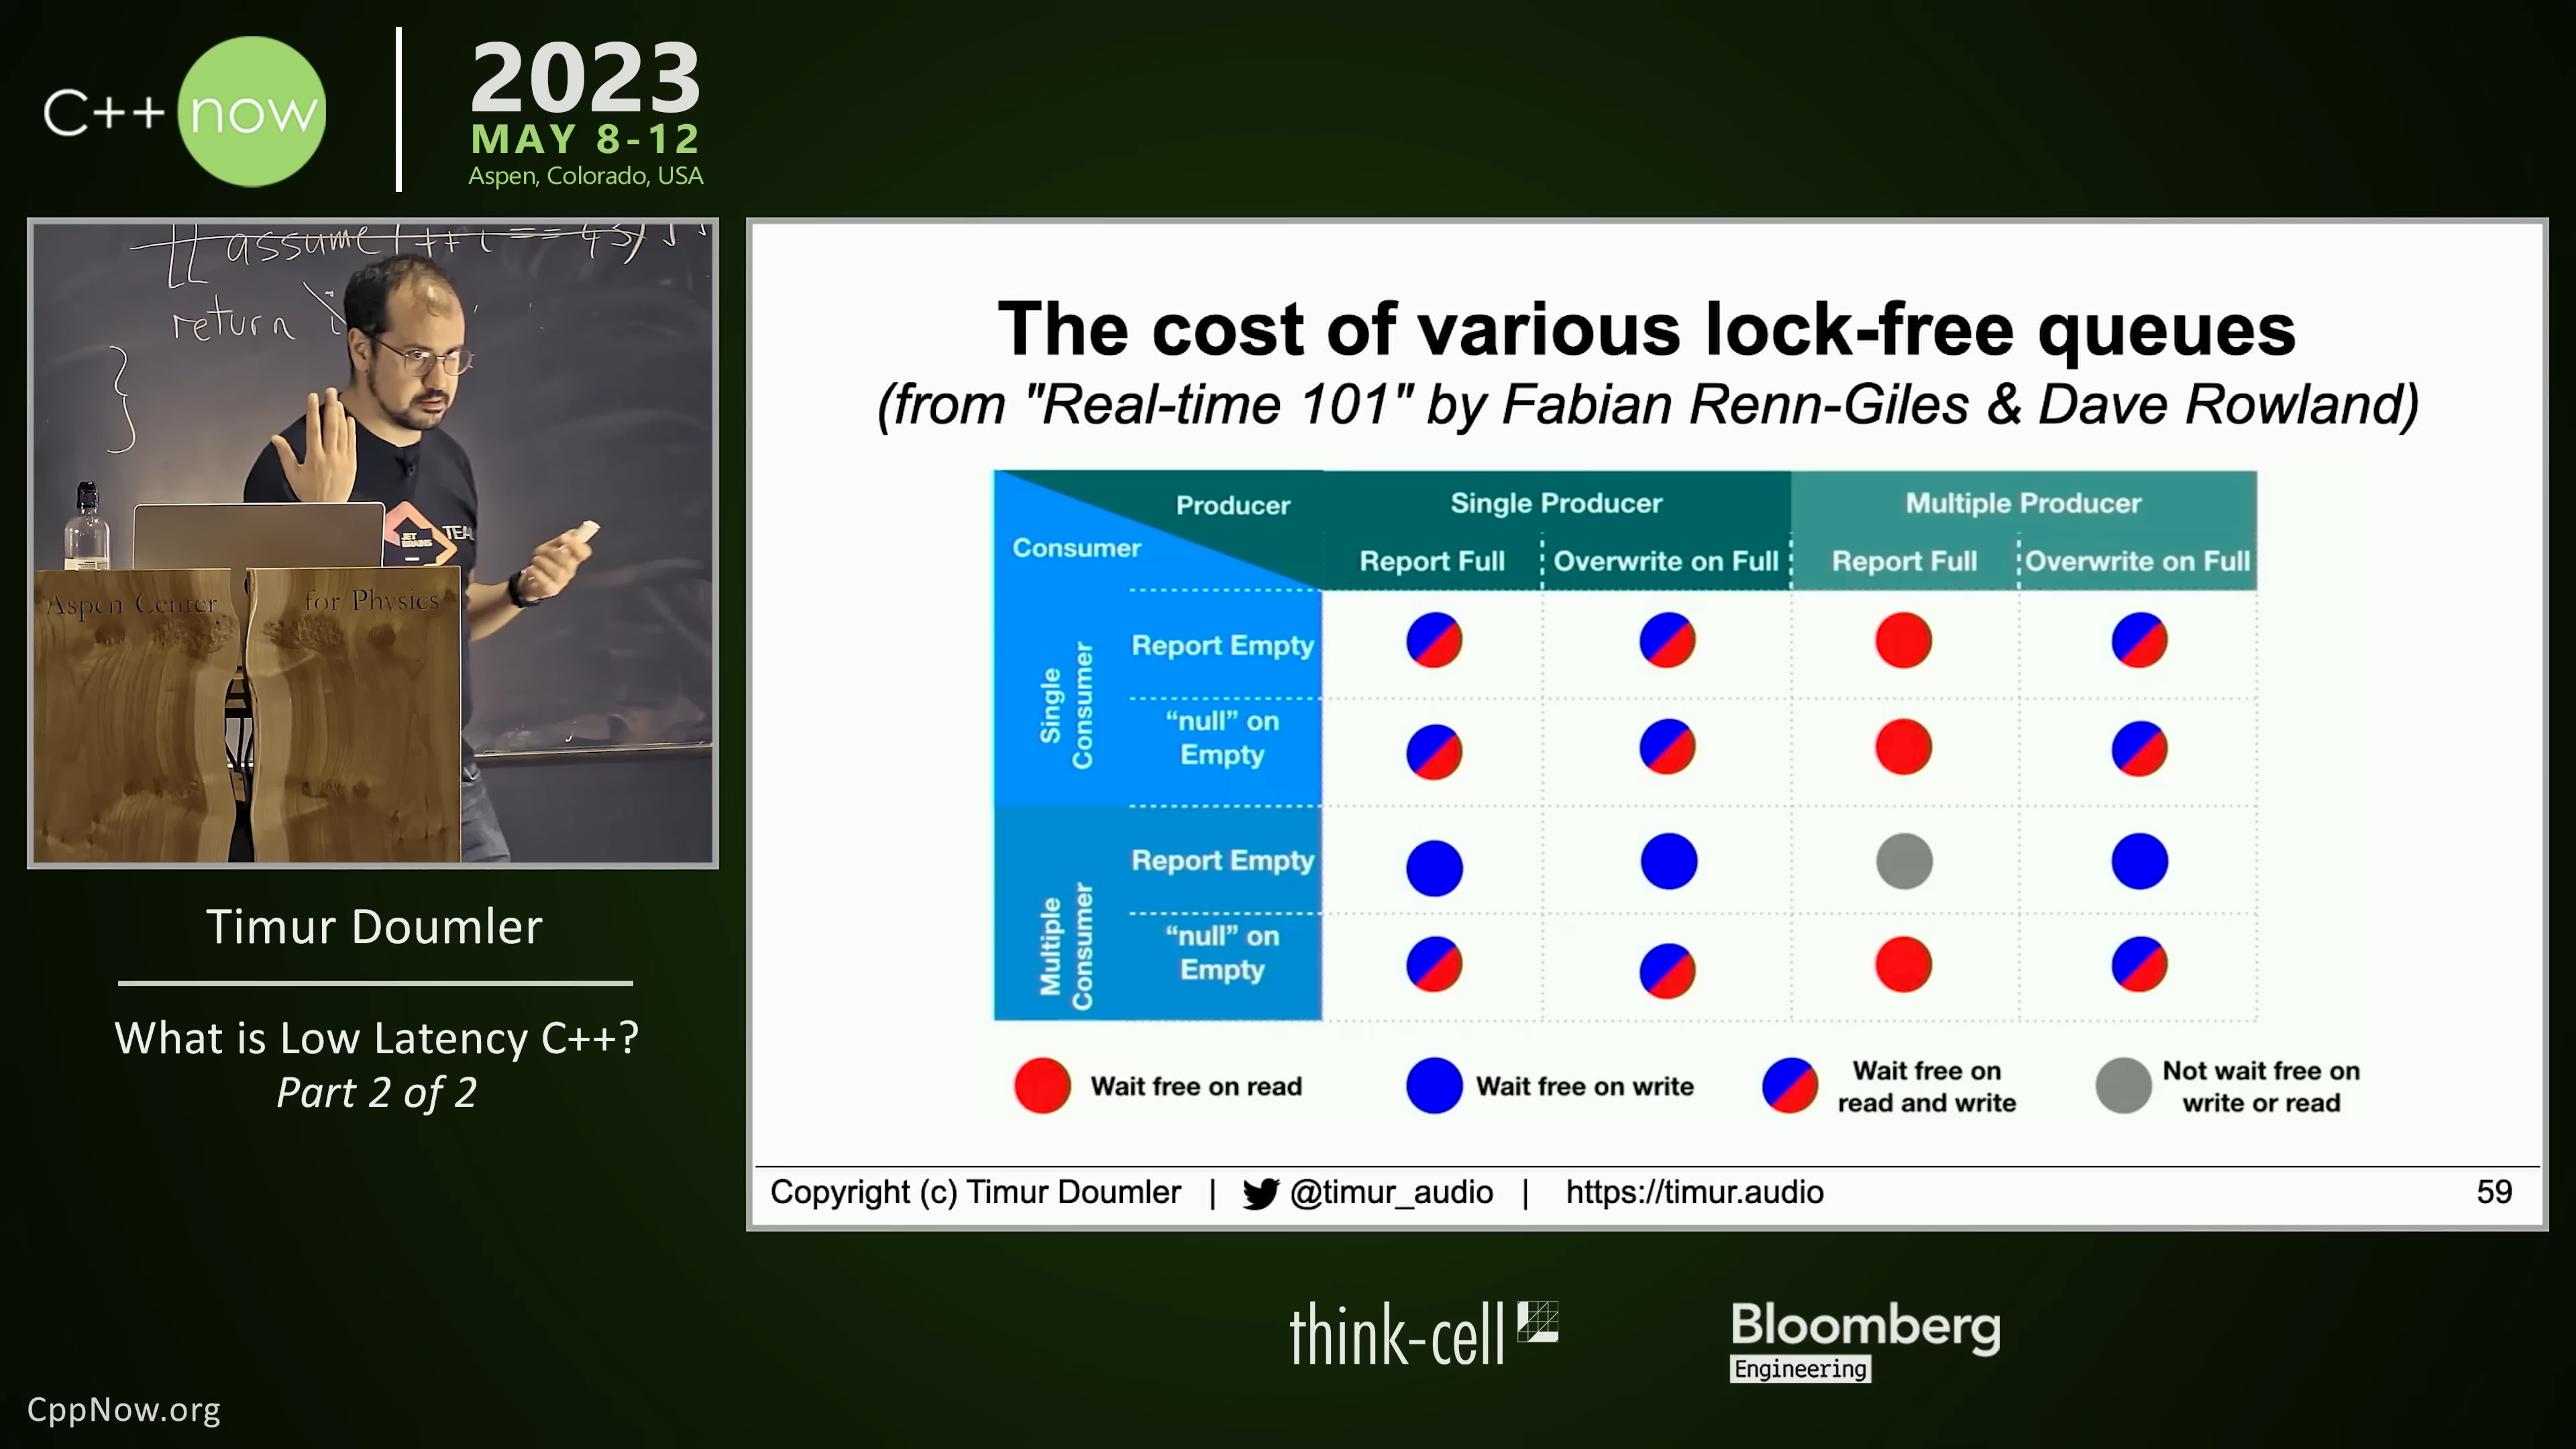 C++ now
2023
MAY 8-12
Aspen, Colorado, USA
[[ assume(++i == 43)]]
return i
}
JET
BRAINS
TEA
Aspen Center for Physics
Timur Doumler
What is Low Latency C++?
Part 2 of 2
The cost of various lock-free queues
(from "Real-time 101" by Fabian Renn-Giles & Dave Rowland)
Producer
Consumer
Single Producer
Multiple Producer
Report Full
Overwrite on Full
Report Full
Overwrite on Full
Single
Consumer
Report Empty
“null” on
Empty
Multiple
Consumer
Report Empty
“null” on
Empty
Wait free on read
Wait free on write
Wait free on
read and write
Not wait free on
write or read
Copyright (c) Timur Doumler | @timur_audio | https://timur.audio
59
think-cell
Bloomberg
Engineering
CppNow.org